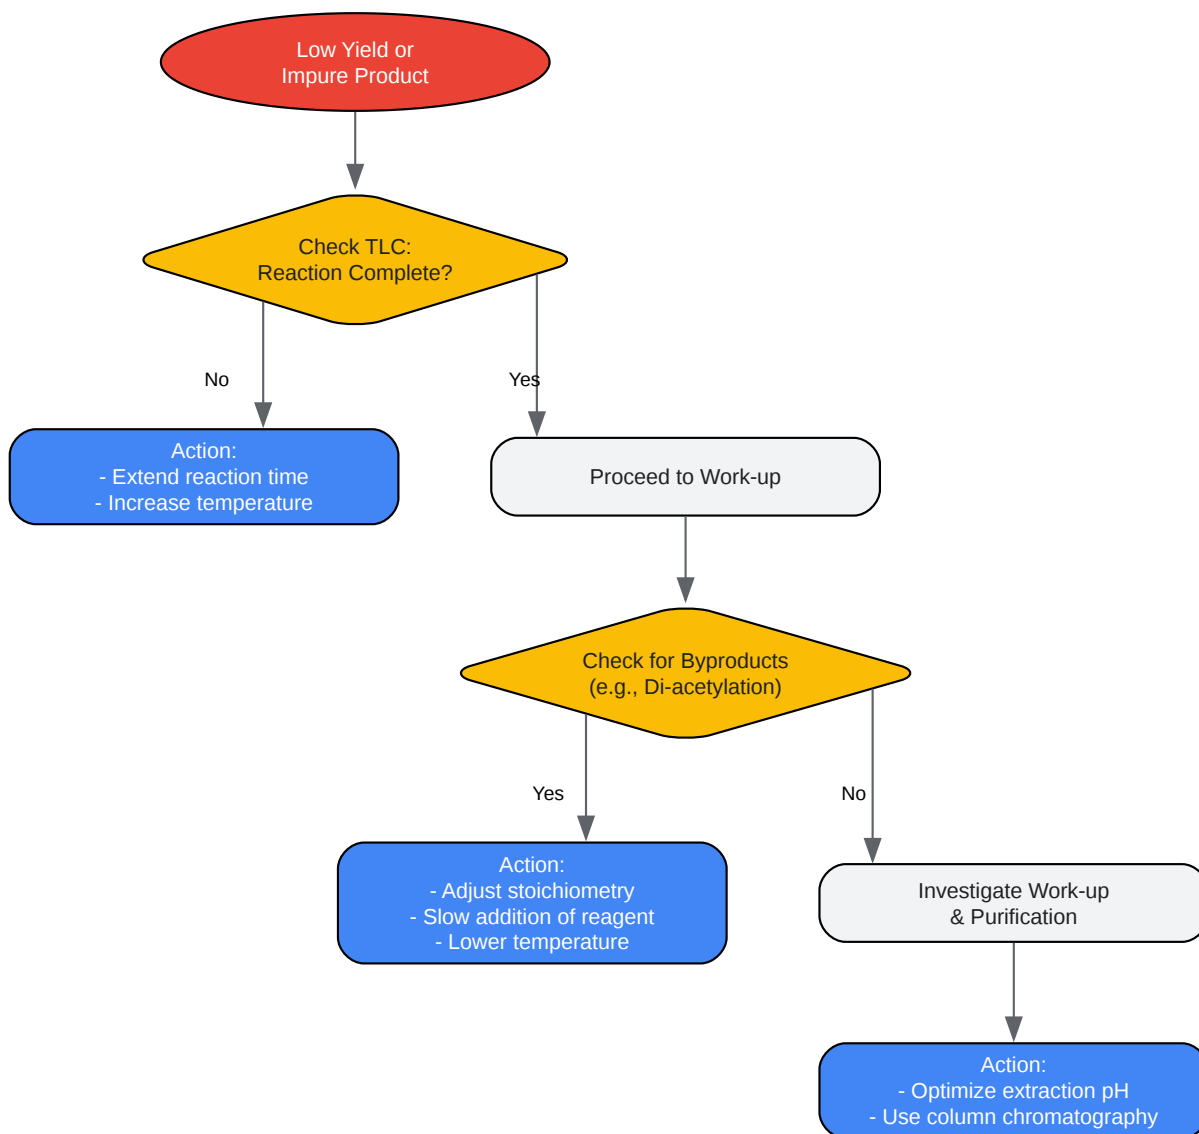 Low Yield or
Impure Product
Check TLC:
Reaction Complete?
No
Yes
Action:
- Extend reaction time
- Increase temperature
Proceed to Work-up
Check for Byproducts
(e.g., Di-acetylation)
Yes
No
Action:
- Adjust stoichiometry
- Slow addition of reagent
- Lower temperature
Investigate Work-up
& Purification
Action:
- Optimize extraction pH
- Use column chromatography